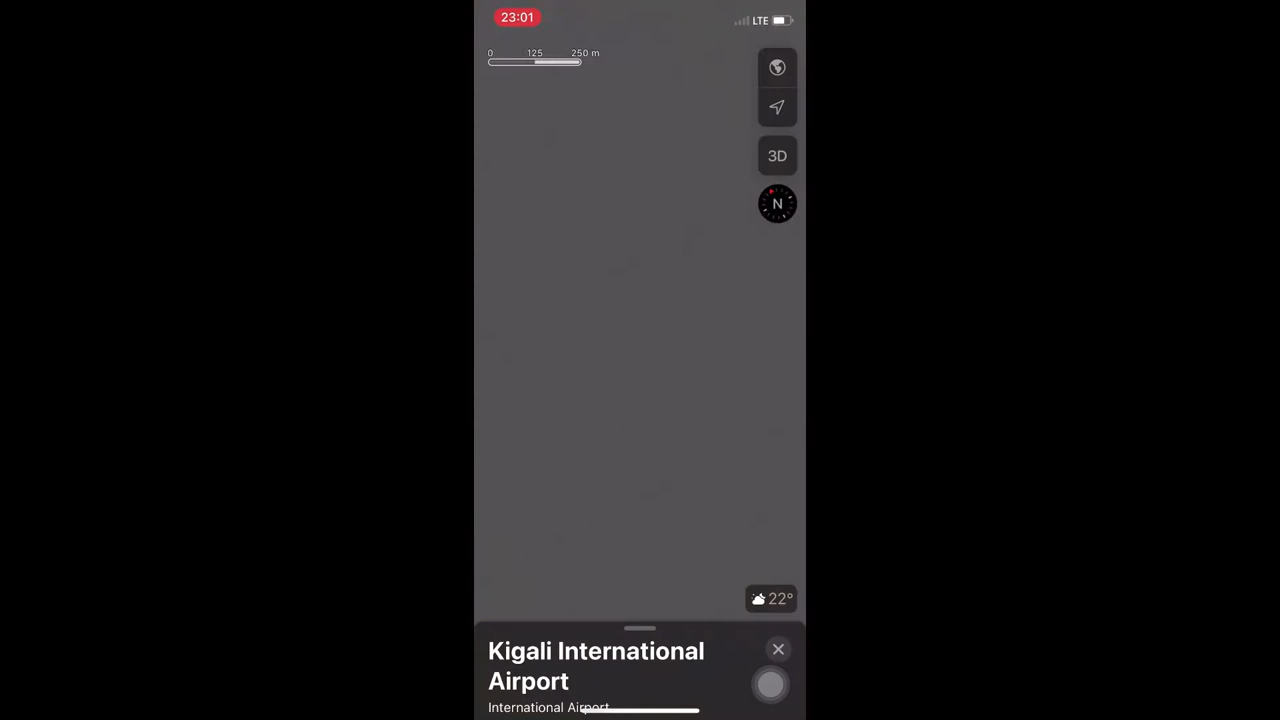 23:01
LTE
0 125 250 m
3D
N
22°
Kigali International
Airport
International Airport